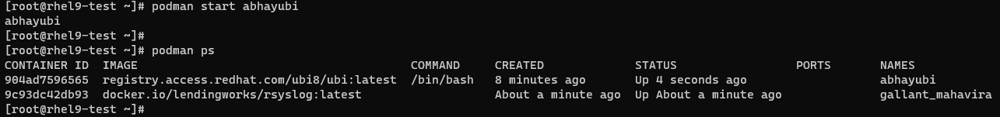 [root@rhel9-test ~]# podman start abhayubi
abhayubi
[root@rhel9-test ~]#
[root@rhel9-test ~]# podman ps
CONTAINER ID  IMAGE                                    COMMAND     CREATED             STATUS                 PORTS       NAMES
904ad7596565  registry.access.redhat.com/ubi8/ubi:latest  /bin/bash   8 minutes ago       Up 4 seconds ago                   abhayubi
9c93dc42db93  docker.io/lendingworks/rsyslog:latest                   About a minute ago  Up About a minute ago              gallant_mahavira
[root@rhel9-test ~]#